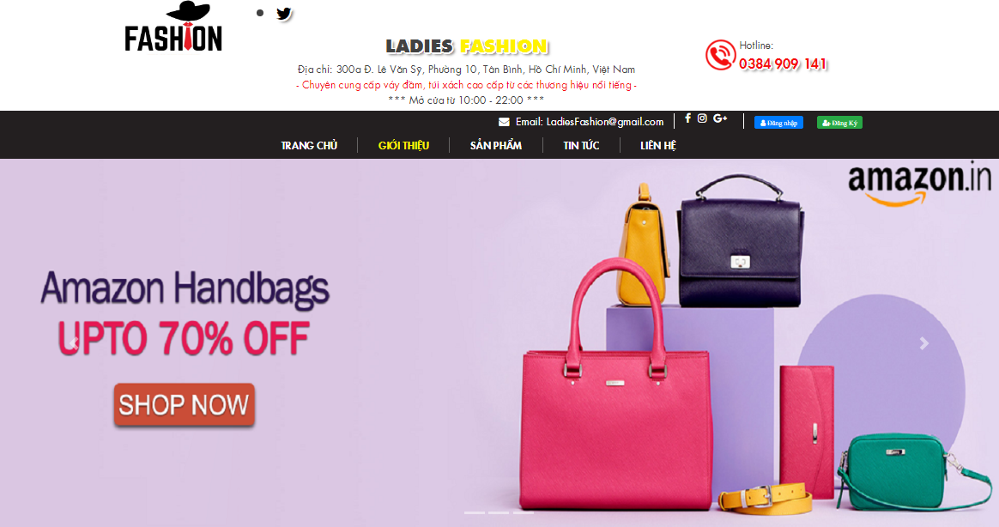 FASHION
LADIES FASHION
Địa chỉ: 300a Đ. Lê Văn Sỹ, Phường 10, Tân Bình, Hồ Chí Minh, Việt Nam
- Chuyên cung cấp váy đầm, túi xách cao cấp từ các thương hiệu nổi tiếng -
*** Mở cửa từ 10:00 - 22:00 ***
Hotline:
0384 909 141
Email: LadiesFashion@gmail.com
G+
Đăng nhập
Đăng Ký
TRANG CHỦ
GIỚI THIỆU
SẢN PHẨM
TIN TỨC
LIÊN HỆ
amazon.in
Amazon Handbags
UPTO 70% OFF
SHOP NOW